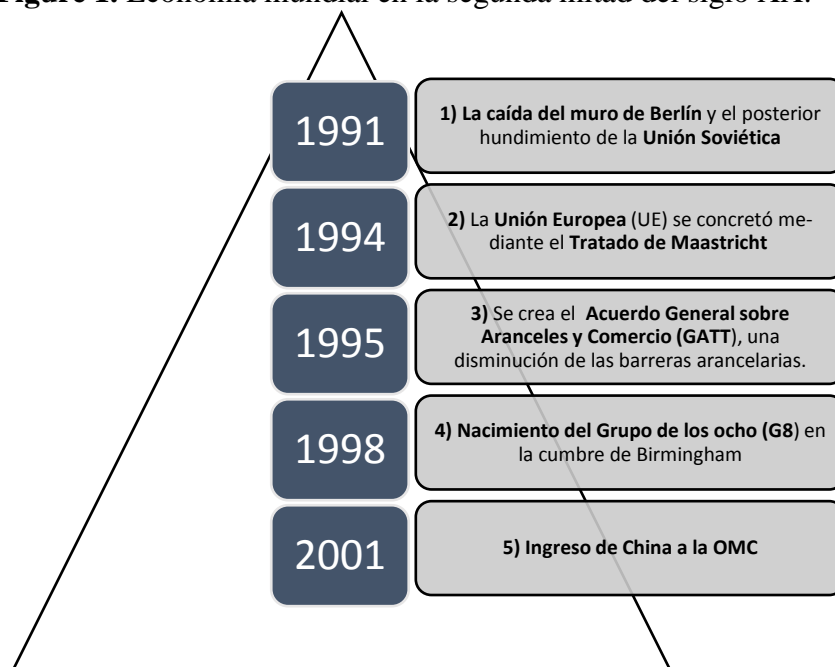 Figure 1. Economía mundial en la segunda mitad del siglo XX.
1991
1) La caída del muro de Berlín y el posterior
hundimiento de la Unión Soviética
1994
2) La Unión Europea (UE) se concretó me-
diante el Tratado de Maastricht
1995
3) Se crea el Acuerdo General sobre
Aranceles y Comercio (GATT), una
disminución de las barreras arancelarias.
1998
4) Nacimiento del Grupo de los ocho (G8) en
la cumbre de Birmingham
2001
5) Ingreso de China a la OMC